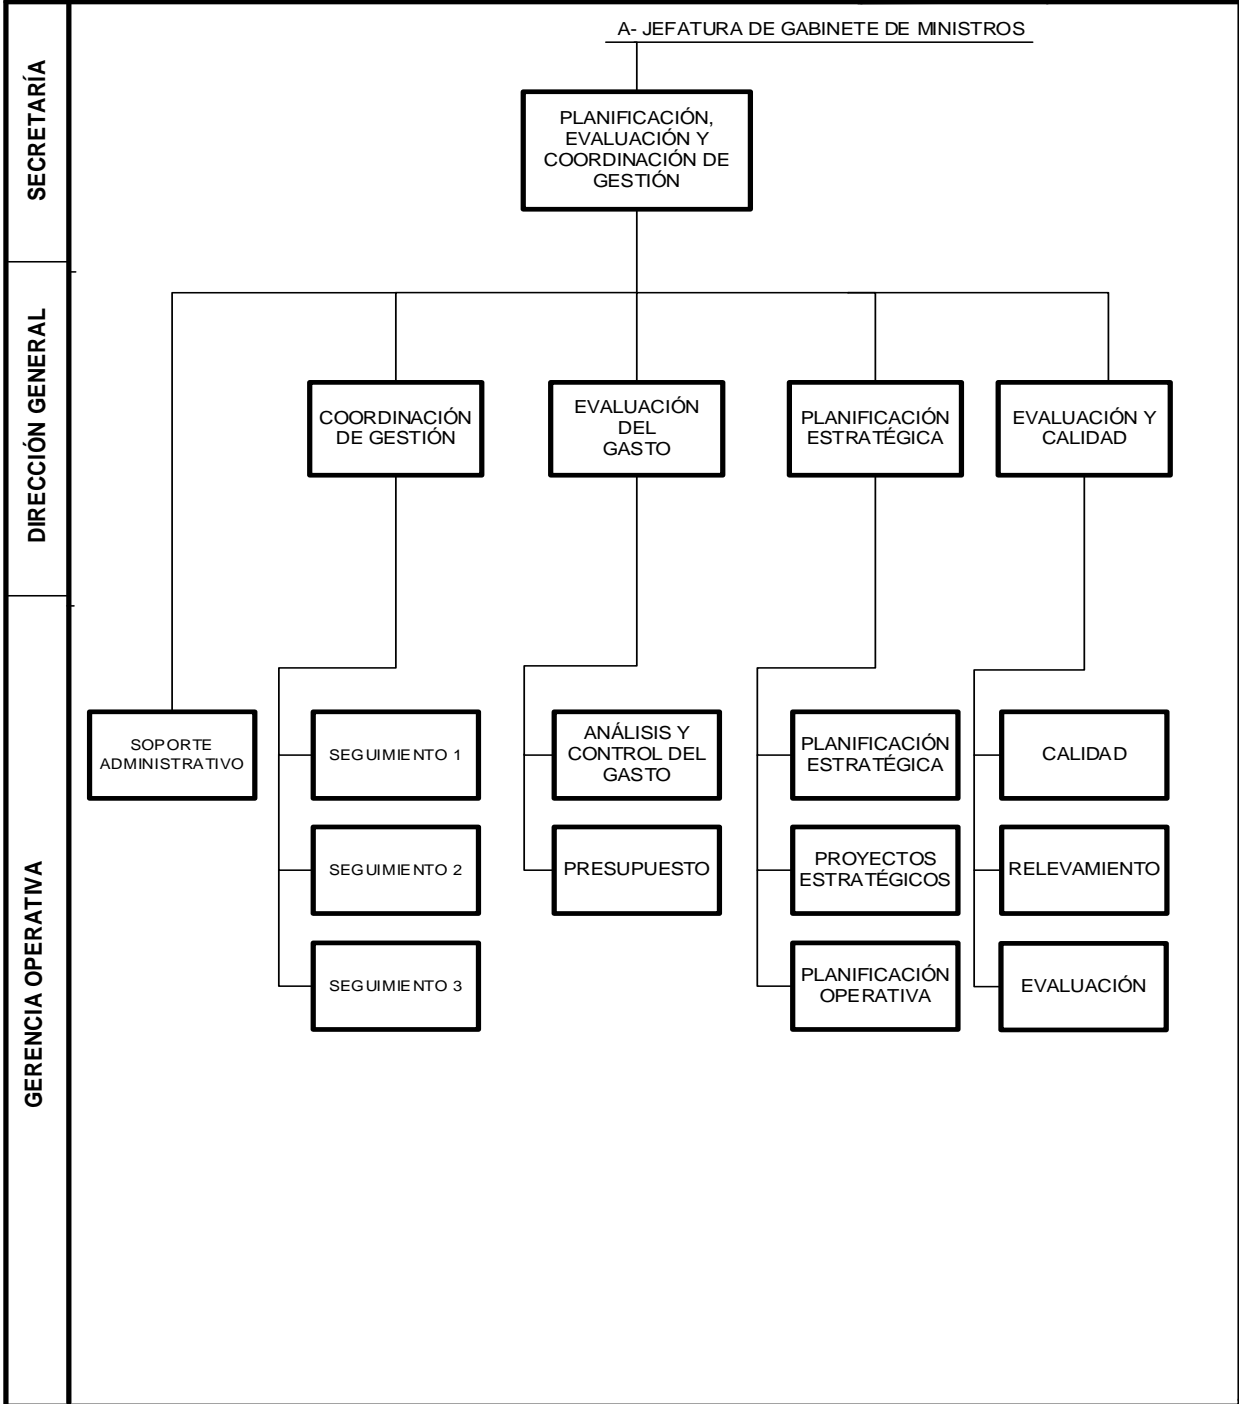 A- JEFATURA DE GABINETE DE MINISTROS
SECRETARÍA
PLANIFICACIÓN,
EVALUACIÓN Y
COORDINACIÓN DE
GESTIÓN
DIRECCIÓN GENERAL
COORDINACIÓN
DE GESTIÓN
EVALUACIÓN
DEL
GASTO
PLANIFICACIÓN
ESTRATÉGICA
EVALUACIÓN Y
CALIDAD
GERENCIA OPERATIVA
SOPORTE
ADMINISTRATIVO
SEGUIMIENTO 1
SEGUIMIENTO 2
SEGUIMIENTO 3
ANÁLISIS Y
CONTROL DEL
GASTO
PRESUPUESTO
PLANIFICACIÓN
ESTRATÉGICA
PROYECTOS
ESTRATÉGICOS
PLANIFICACIÓN
OPERATIVA
CALIDAD
RELEVAMIENTO
EVALUACIÓN